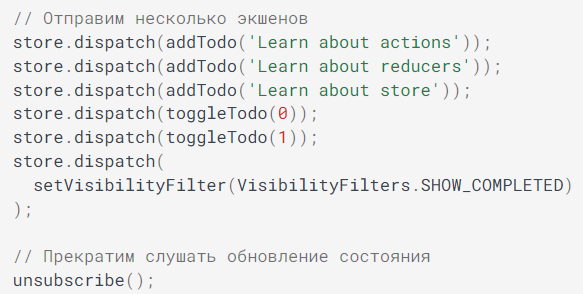 // Отправим несколько экшенов
store.dispatch(addTodo('Learn about actions'));
store.dispatch(addTodo('Learn about reducers'));
store.dispatch(addTodo('Learn about store'));
store.dispatch(toggleTodo(0));
store.dispatch(toggleTodo(1));
store.dispatch(
  setVisibilityFilter(VisibilityFilters.SHOW_COMPLETED)
);

// Прекратим слушать обновление состояния
unsubscribe();